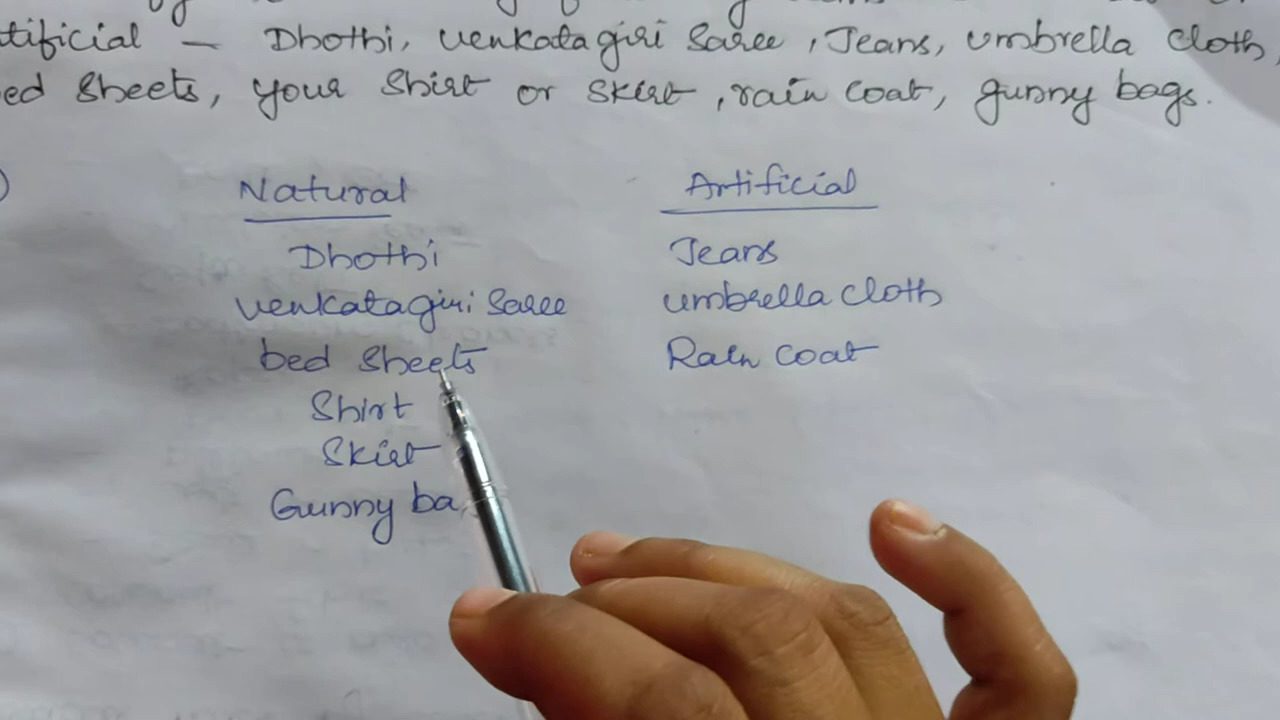 tificial — Dhothi, Venkatagiri Saree, Jeans, Umbrella Cloth,
ed Sheets, your Shirt or Skirt, rain coat, gunny bags.
)
Natural Artificial
Dhothi Jeans
Venkatagiri Saree Umbrella Cloth
bed Sheets Rain coat
Shirt
Skirt
Gunny ba